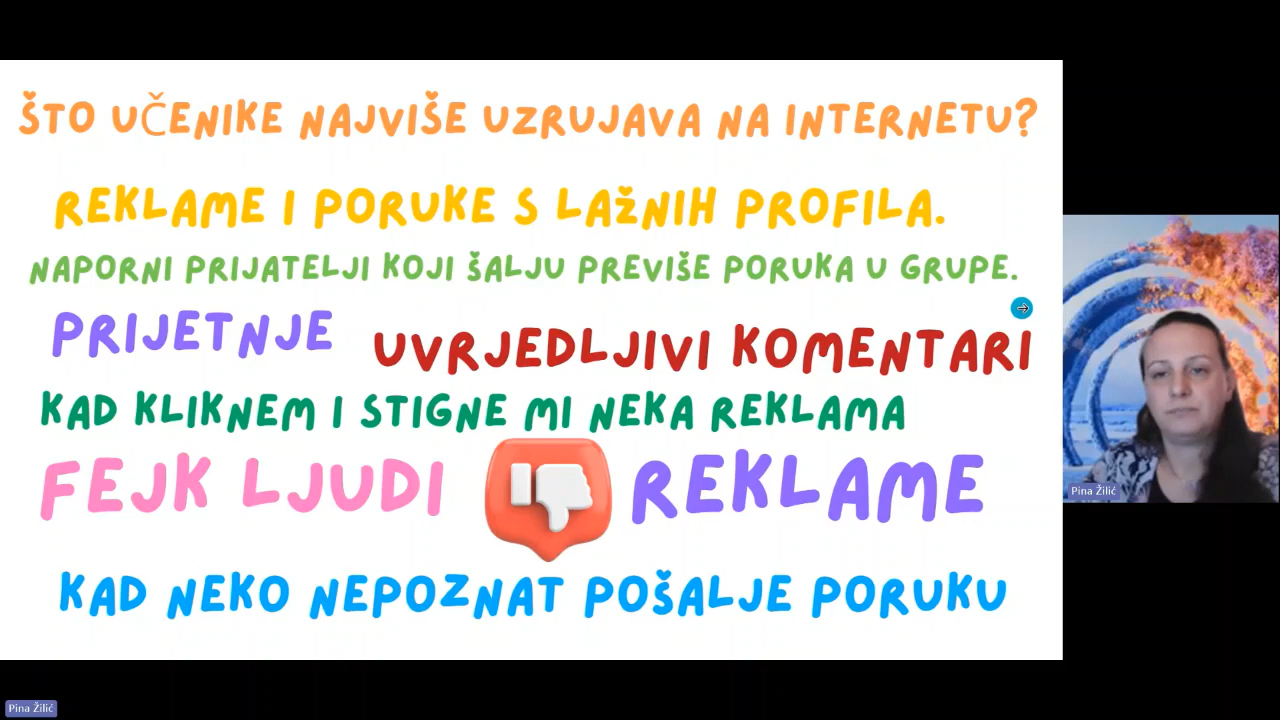 ŠTO UČENIKE NAJVIŠE UZRUJAVA NA INTERNETU?
REKLAME I PORUKE S LAŽNIH PROFILA.
NAPORNI PRIJATELJI KOJI ŠALJU PREVIŠE PORUKA U GRUPE.
PRIJETNJE
UVRJEDLJIVI KOMENTARI
KAD KLIKNEM I STIGNE MI NEKA REKLAMA
FEJK LJUDI
REKLAME
KAD NEKO NEPOZNAT POŠALJE PORUKU
Pina Žilić
Pina Žilić